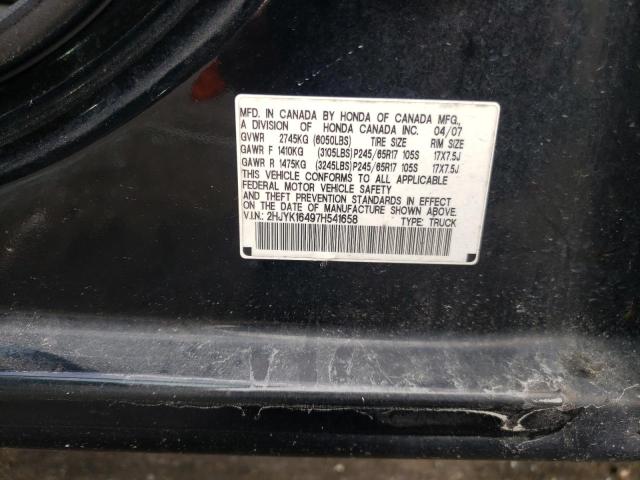 MFD. IN CANADA BY HONDA OF CANADA MFG.,
A DIVISION OF HONDA CANADA INC. 04/07
GVWR 2745KG (6050LBS) TIRE SIZE RIM SIZE
GAWR F 1410KG (3105LBS)P245/65R17 105S 17X7.5J
GAWR R 1475KG (3245LBS)P245/65R17 105S 17X7.5J
THIS VEHICLE CONFORMS TO ALL APPLICABLE
FEDERAL MOTOR VEHICLE SAFETY
STANDARDS IN EFFECT
ON THE DATE OF MANUFACTURE SHOWN ABOVE.
V.I.N.: 2HJYK16497H541658 TYPE: TRUCK